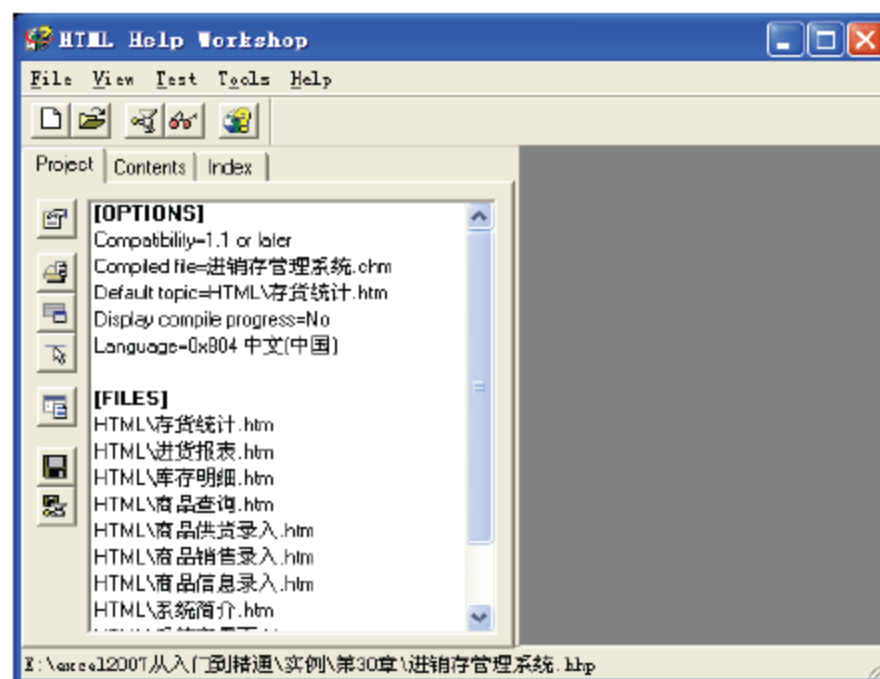 HTML Help Workshop
File View Test Tools Help
Project Contents Index
[OPTIONS]
Compatibility=1.1 or later
Compiled file=进销存管理系统.chm
Default topic=HTML\存货统计.htm
Display compile progress=No
Language=0x804 中文(中国)
[FILES]
HTML\存货统计.htm
HTML\进货报表.htm
HTML\库存明细.htm
HTML\商品查询.htm
HTML\商品供货录入.htm
HTML\商品销售录入.htm
HTML\商品信息录入.htm
HTML\系统简介.htm
E:\excel2007从入门到精通\实例\第30章\进销存管理系统.hhp